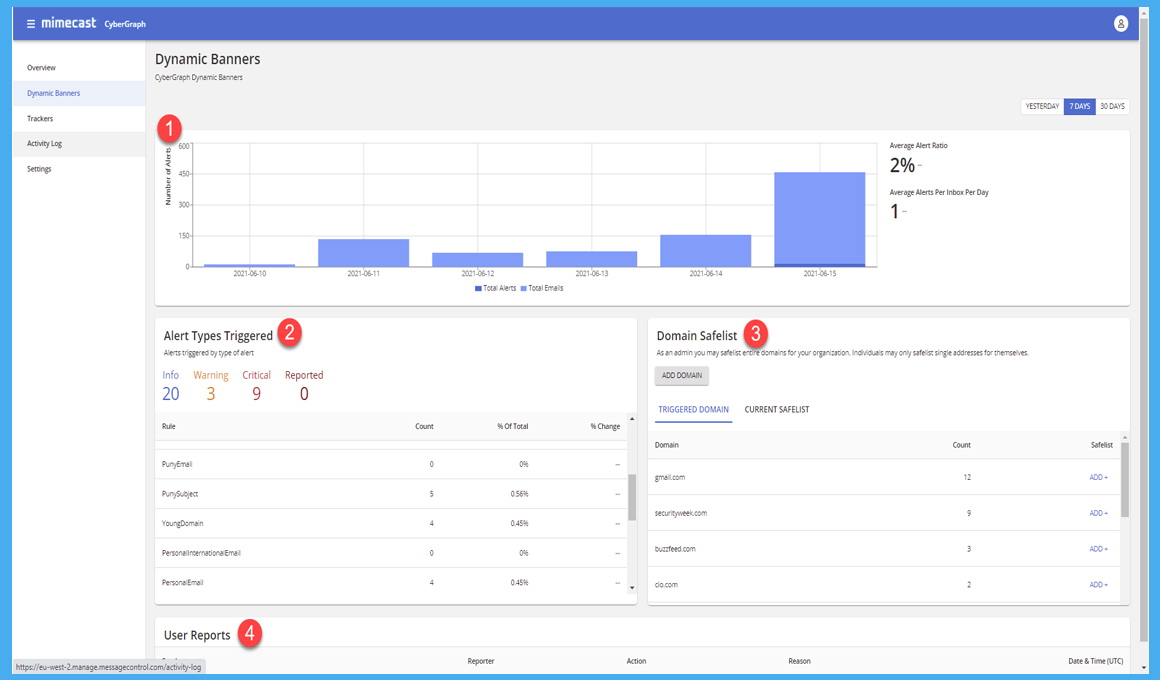 mimecast CyberGraph
Overview
Dynamic Banners
Trackers
Activity Log
Settings
Dynamic Banners
CyberGraph Dynamic Banners
YESTERDAY 7 DAYS 30 DAYS
1
Number of Alerts
600
450
300
150
0
2021-06-10 2021-06-11 2021-06-12 2021-06-13 2021-06-14 2021-06-15
Total Alerts Total Emails
Average Alert Ratio
2% --
Average Alerts Per Inbox Per Day
1 --
Alert Types Triggered 2
Alerts triggered by type of alert
Info Warning Critical Reported
20 3 9 0
Rule Count % Of Total % Change
PunyEmail 0 0% --
PunySubject 5 0.56% --
YoungDomain 4 0.45% --
PersonalInternationalEmail 0 0% --
PersonalEmail 4 0.45% --
Domain Safelist 3
As an admin you may safelist entire domains for your organization. Individuals may only safelist single addresses for themselves.
ADD DOMAIN
TRIGGERED DOMAIN CURRENT SAFELIST
Domain Count Safelist
gmail.com 12 ADD +
securityweek.com 9 ADD +
buzzfeed.com 3 ADD +
cio.com 2 ADD +
User Reports 4
Reporter Action Reason Date & Time (UTC)
https://eu-west-2.manage.messagecontrol.com/activity-log